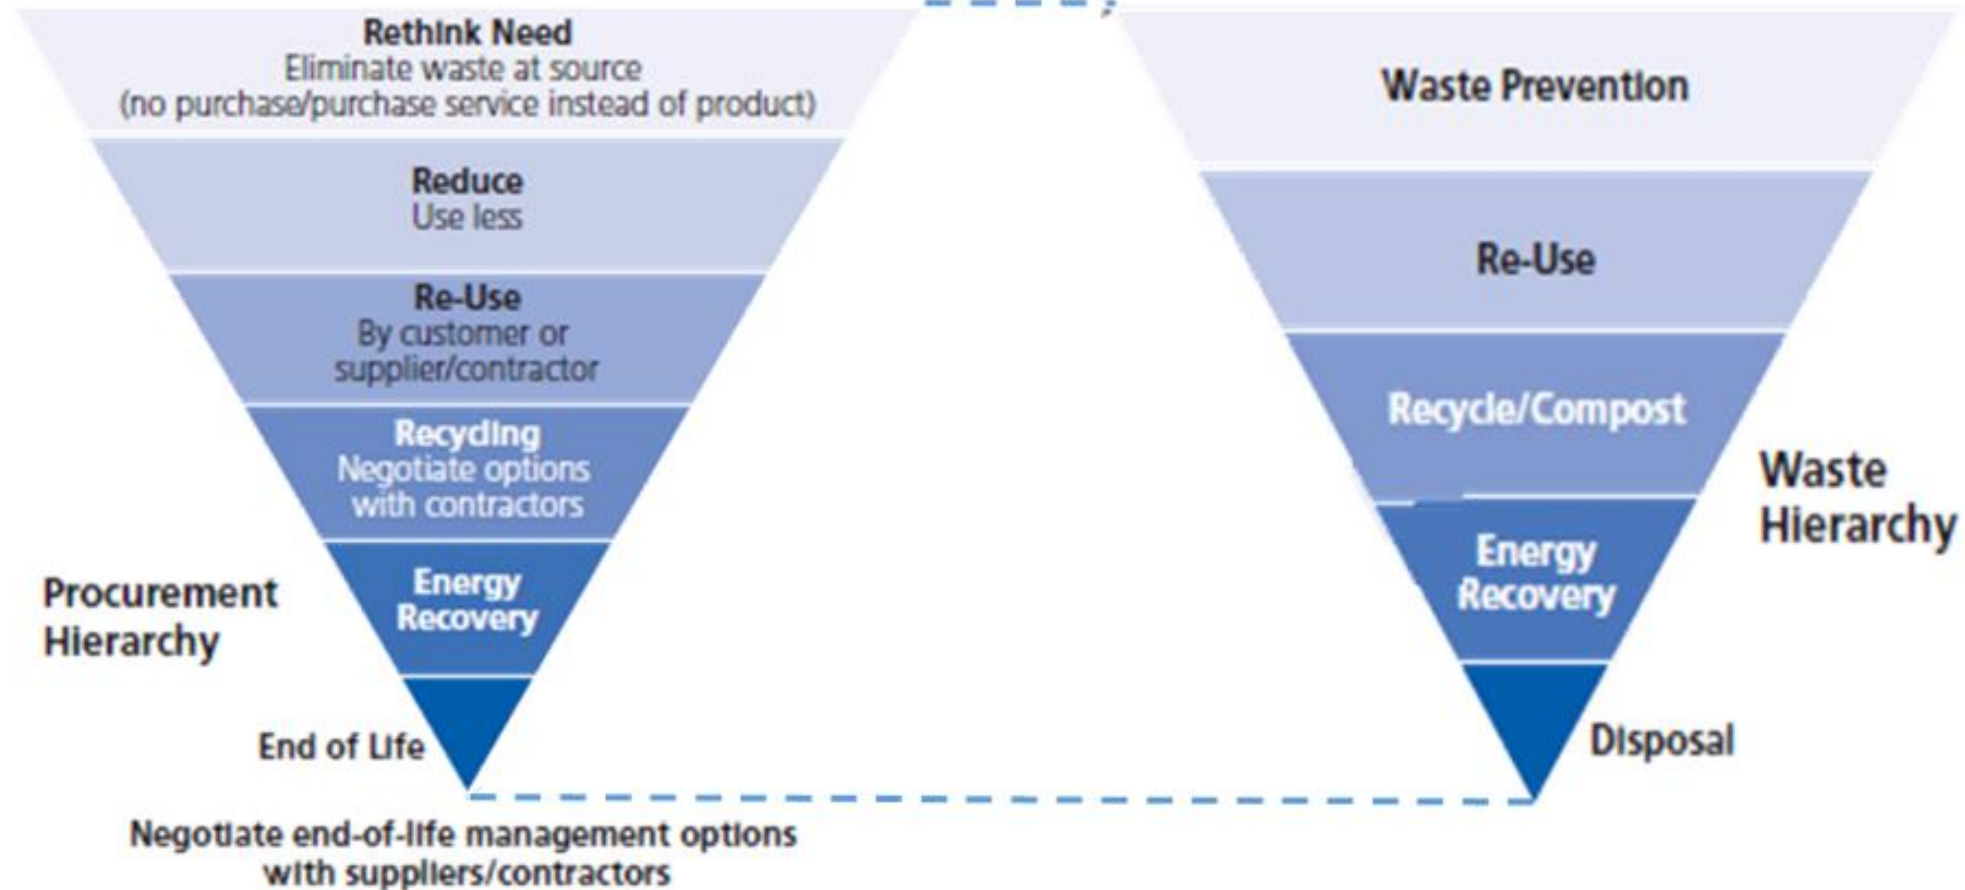 Rethink Need
Eliminate waste at source
(no purchase/purchase service instead of product)
Reduce
Use less
Re-Use
By customer or
supplier/contractor
Recycling
Negotiate options
with contractors
Energy
Recovery
Procurement
Hierarchy
End of Life
Negotiate end-of-life management options
with suppliers/contractors
Waste Prevention
Re-Use
Recycle/Compost
Energy
Recovery
Waste
Hierarchy
Disposal